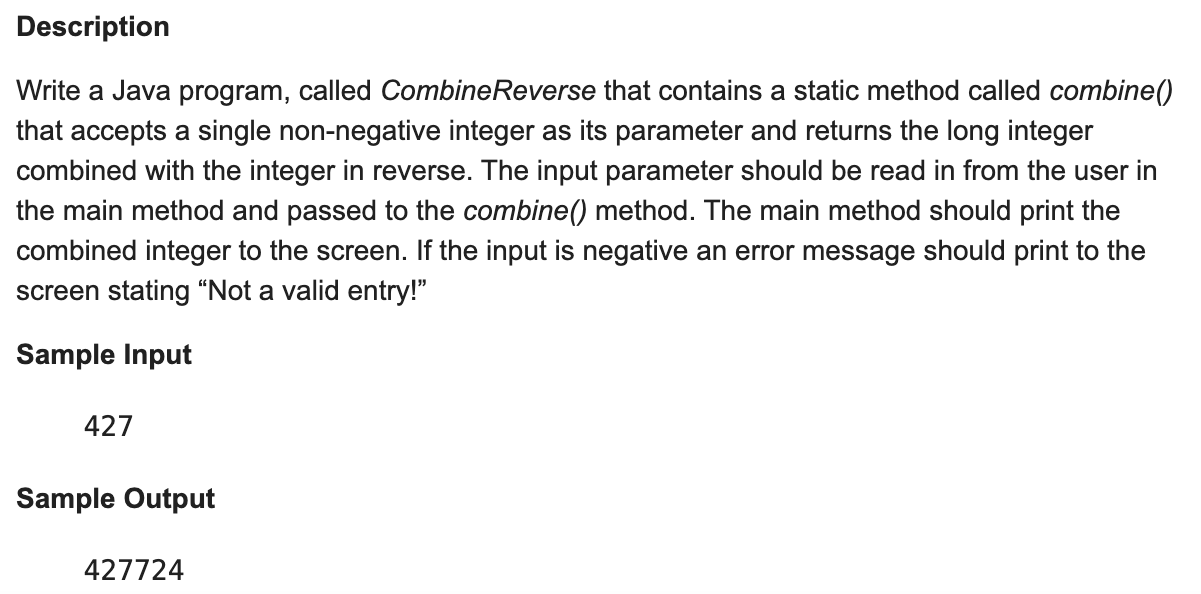 Description
Write a Java program, called CombineReverse that contains a static method called combine()
that accepts a single non-negative integer as its parameter and returns the long integer
combined with the integer in reverse. The input parameter should be read in from the user in
the main method and passed to the combine() method. The main method should print the
combined integer to the screen. If the input is negative an error message should print to the
screen stating “Not a valid entry!”
Sample Input
427
Sample Output
427724